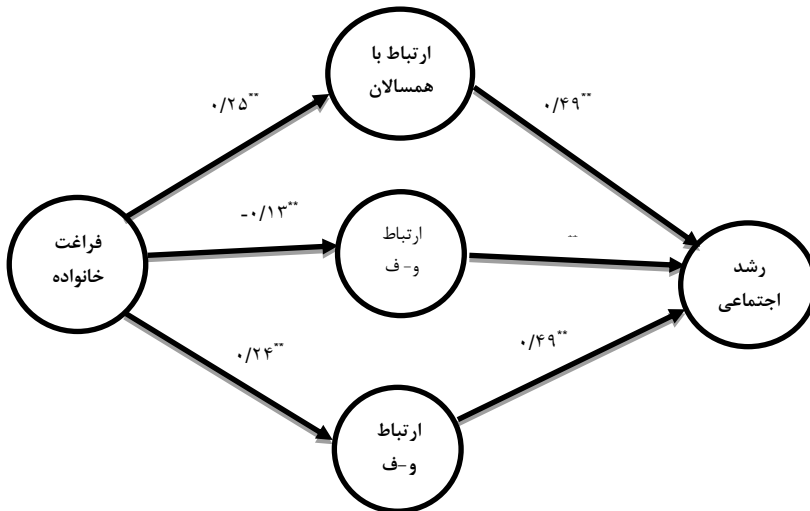 ارتباط با
همسالان
۰/۲۵**
۰/۴۹**
فراغت
خانواده
-۰/۱۳**
ارتباط
و- ف
**
رشد
اجتماعی
۰/۲۴**
۰/۴۹**
ارتباط
و-ف